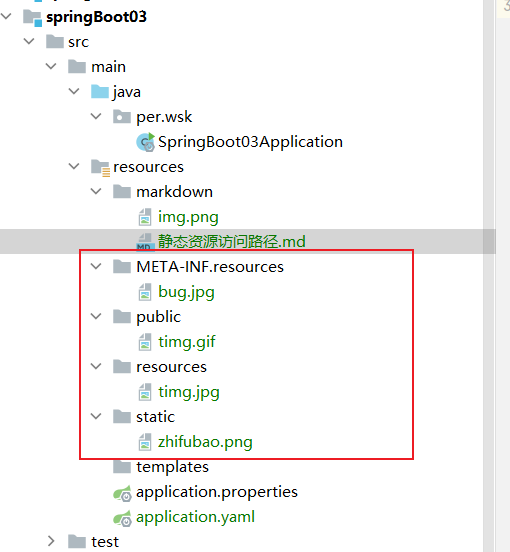 springBoot03
src
main
java
per.wsk
SpringBoot03Application
resources
markdown
img.png
静态资源访问路径.md
META-INF.resources
bug.jpg
public
timg.gif
resources
timg.jpg
static
zhifubao.png
templates
application.properties
application.yaml
test